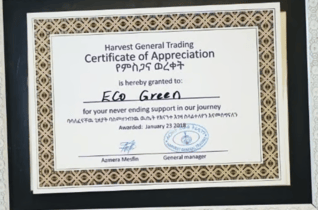 Harvest General Trading
Certificate of Appreciation
የምስጋና ወረቀት
is hereby granted to:
ECo Green
for your never ending support in our journey
Awarded: January 23 2018
General manager